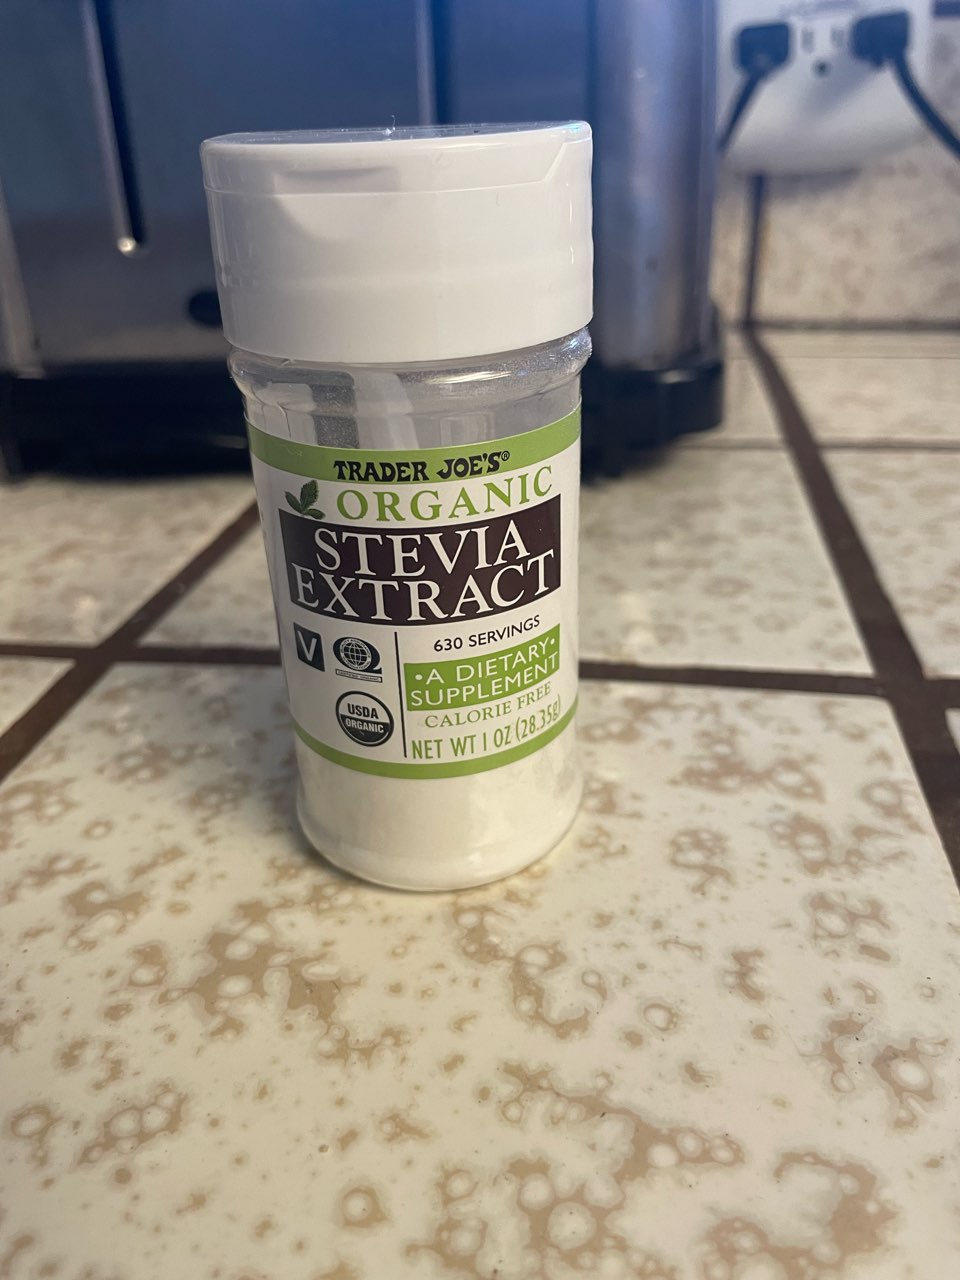 TRADER JOE'S®
ORGANIC
STEVIA
EXTRACT
V
630 SERVINGS
•A DIETARY•
SUPPLEMENT
CALORIE FREE
NET WT 1 OZ (28.35g)
USDA
ORGANIC